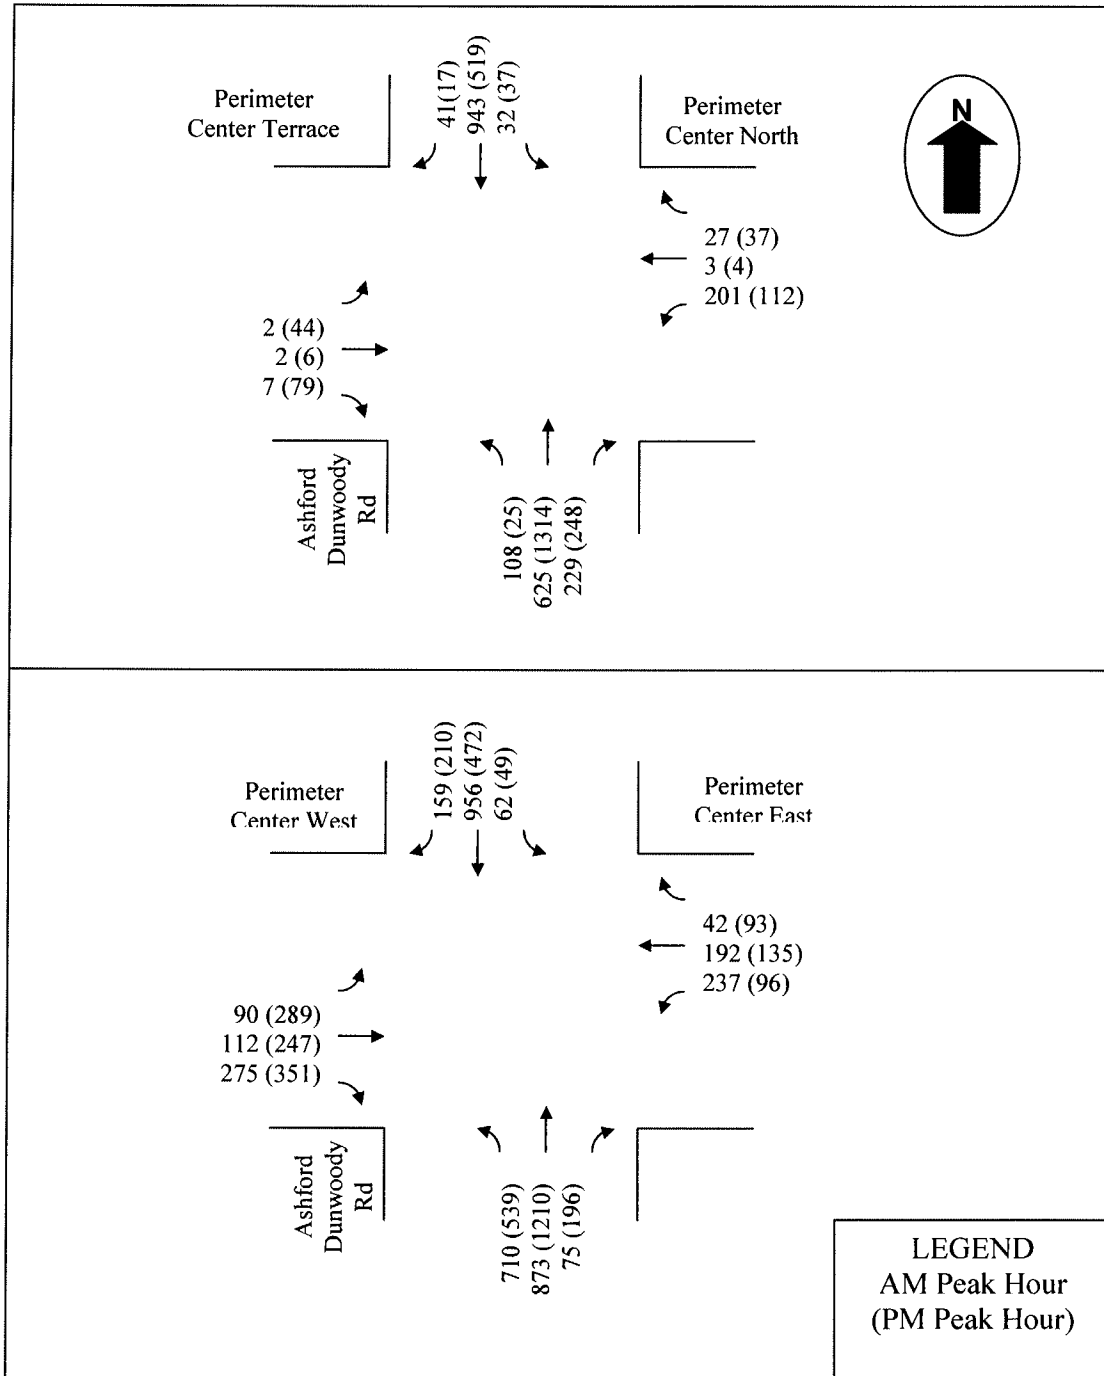 41(17)
943 (519)
32 (37)
Perimeter
Center Terrace
Perimeter
Center North
N
27 (37)
3 (4)
201 (112)
2 (44)
2 (6)
7 (79)
Ashford
Dunwoody
Rd
108 (25)
625 (1314)
229 (248)
159 (210)
956 (472)
62 (49)
Perimeter
Center West
Perimeter
Center East
42 (93)
192 (135)
237 (96)
90 (289)
112 (247)
275 (351)
Ashford
Dunwoody
Rd
710 (539)
873 (1210)
75 (196)
LEGEND
AM Peak Hour
(PM Peak Hour)